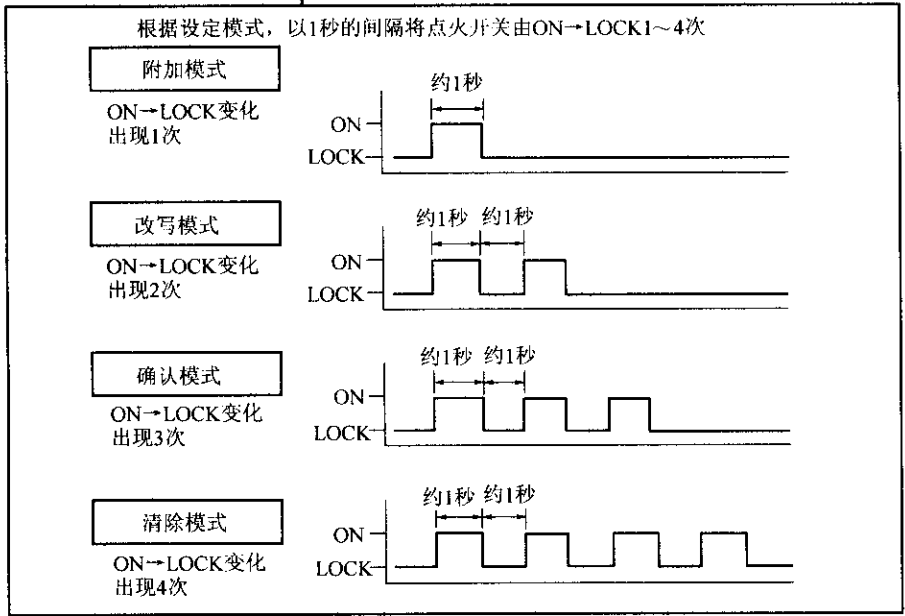 根据设定模式，以1秒的间隔将点火开关由ON→LOCK1～4次
附加模式
ON→LOCK变化
出现1次
约1秒
ON
LOCK
改写模式
ON→LOCK变化
出现2次
约1秒 约1秒
ON
LOCK
确认模式
ON→LOCK变化
出现3次
约1秒 约1秒
ON
LOCK
清除模式
ON→LOCK变化
出现4次
约1秒 约1秒
ON
LOCK